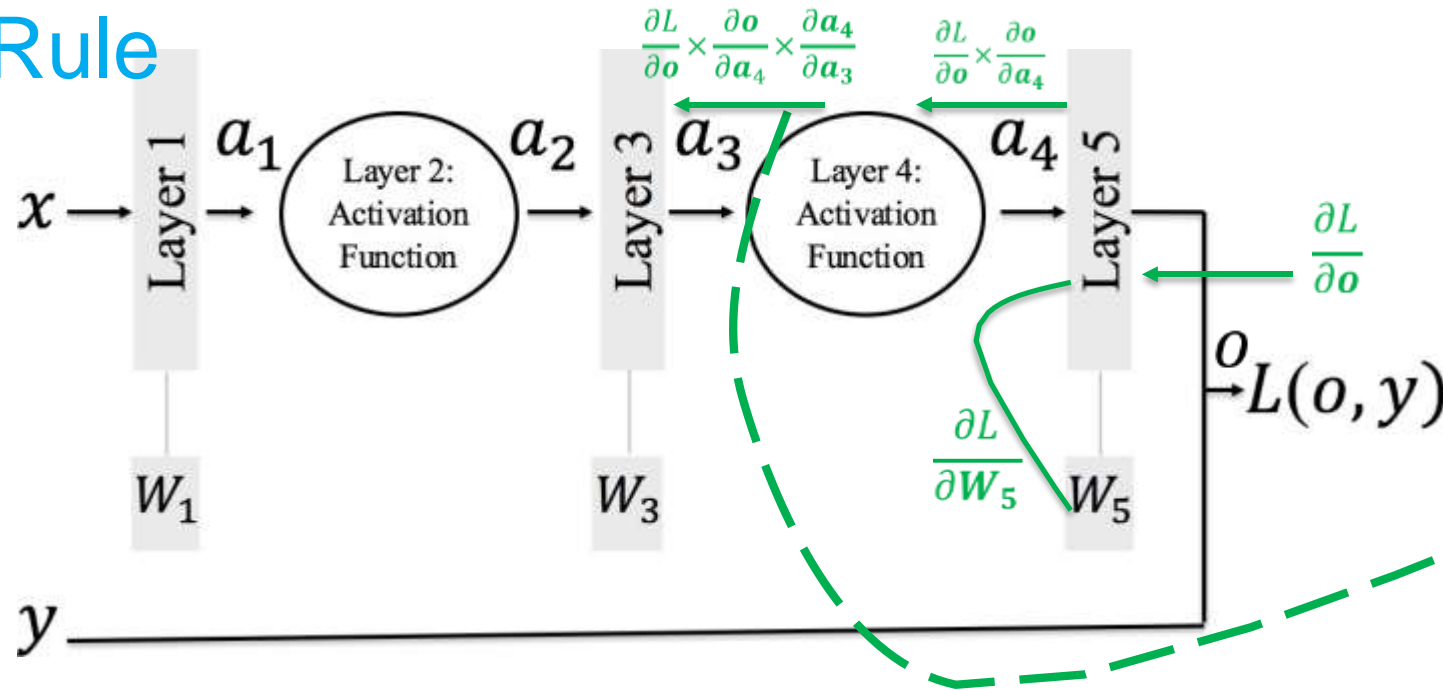 Rule
∂L/∂o × ∂o/∂a₄ × ∂a₄/∂a₃
∂L/∂o × ∂o/∂a₄
x
Layer 1
a₁
Layer 2:
Activation
Function
a₂
Layer 3
a₃
Layer 4:
Activation
Function
a₄
Layer 5
∂L/∂o
o
L(o, y)
∂L/∂W₅
W₁
W₃
W₅
y